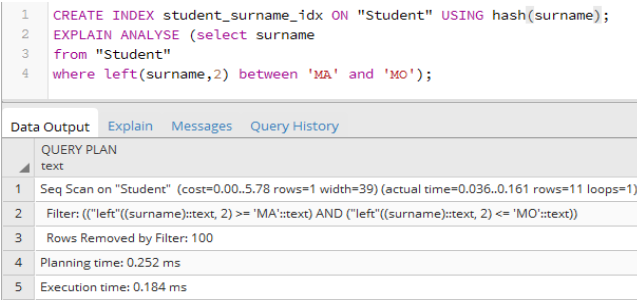 1 CREATE INDEX student_surname_idx ON "Student" USING hash(surname);
2 EXPLAIN ANALYSE (select surname
3 from "Student"
4 where left(surname,2) between 'MA' and 'MO');
Data Output Explain Messages Query History
QUERY PLAN
text
1 Seq Scan on "Student" (cost=0.00..5.78 rows=1 width=39) (actual time=0.036..0.161 rows=11 loops=1)
2 Filter: (("left"((surname)::text, 2) >= 'MA'::text) AND ("left"((surname)::text, 2) <= 'MO'::text))
3 Rows Removed by Filter: 100
4 Planning time: 0.252 ms
5 Execution time: 0.184 ms